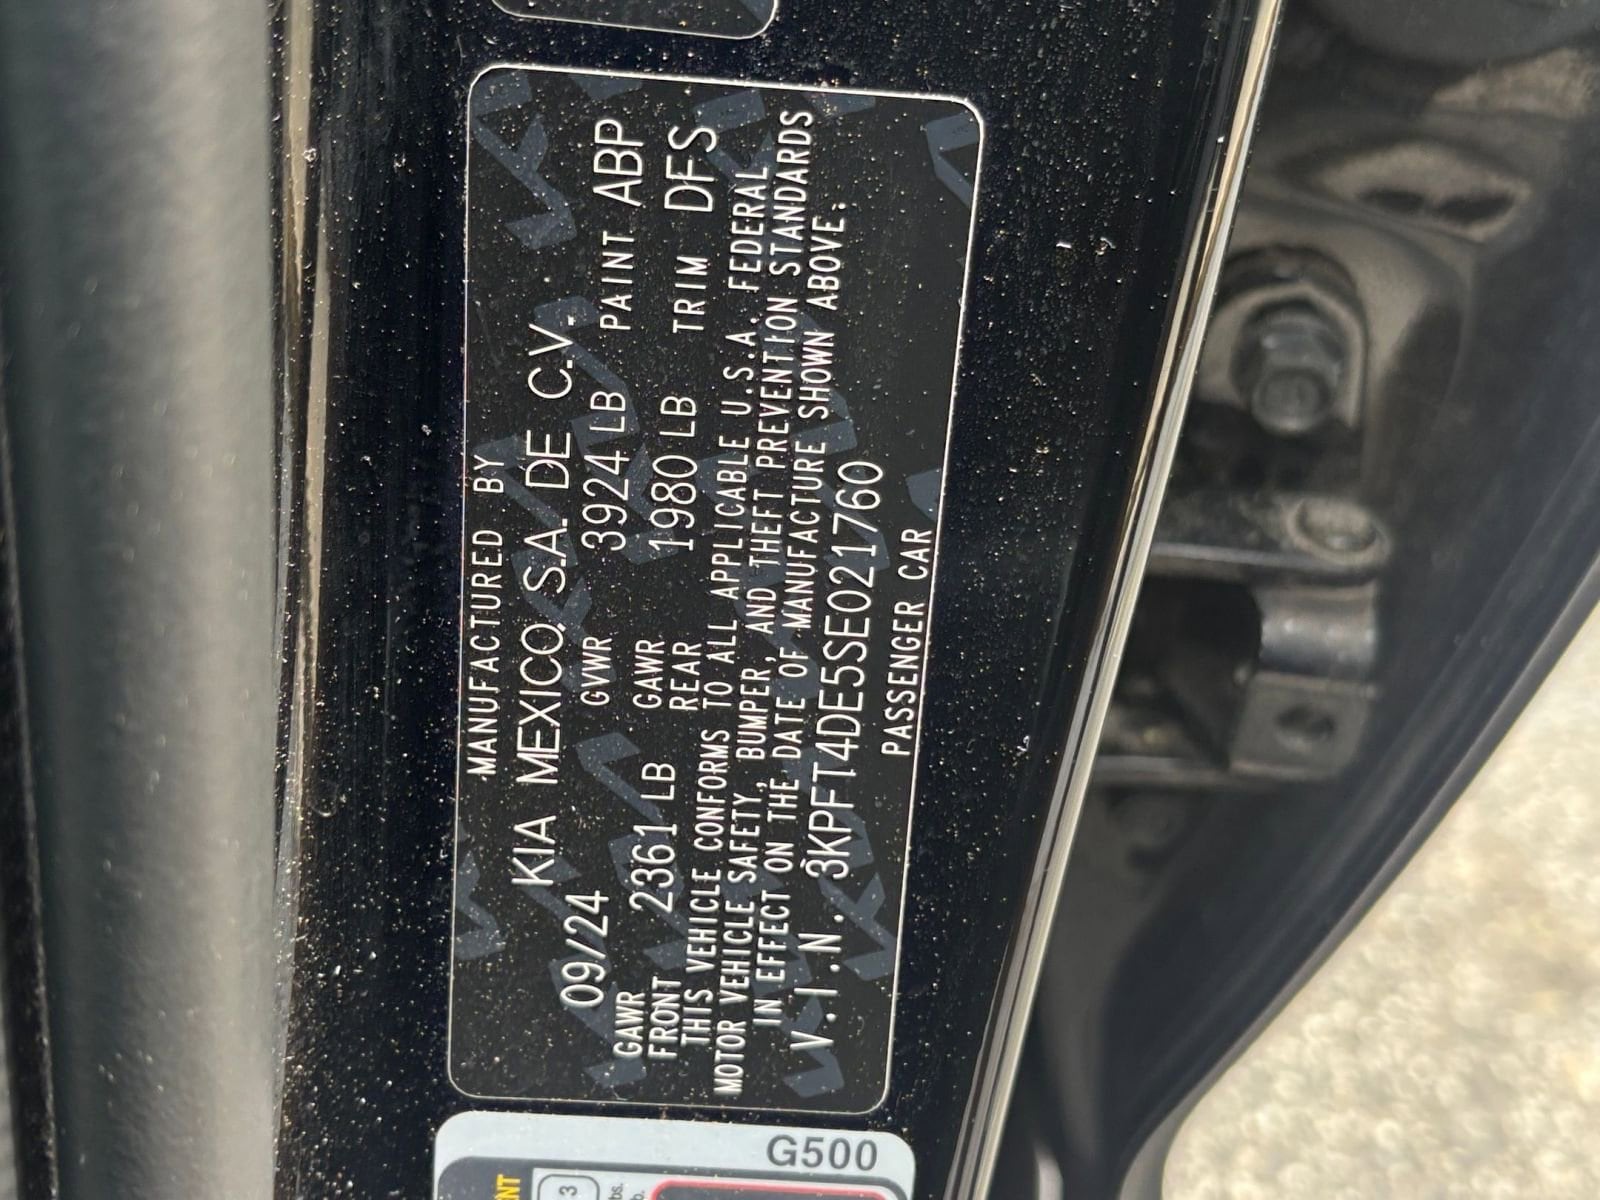 MANUFACTURED BY
KIA MEXICO, S.A. DE C.V.
09/24 GVWR 3924 LB PAINT ABP
GAWR FRONT 2361 LB GAWR REAR 1980 LB TRIM DFS
THIS VEHICLE CONFORMS TO ALL APPLICABLE U.S.A. FEDERAL
MOTOR VEHICLE SAFETY, BUMPER, AND THEFT PREVENTION STANDARDS
IN EFFECT ON THE DATE OF MANUFACTURE SHOWN ABOVE.
V.I.N. 3KPFT4DE5SE021760
PASSENGER CAR
G500